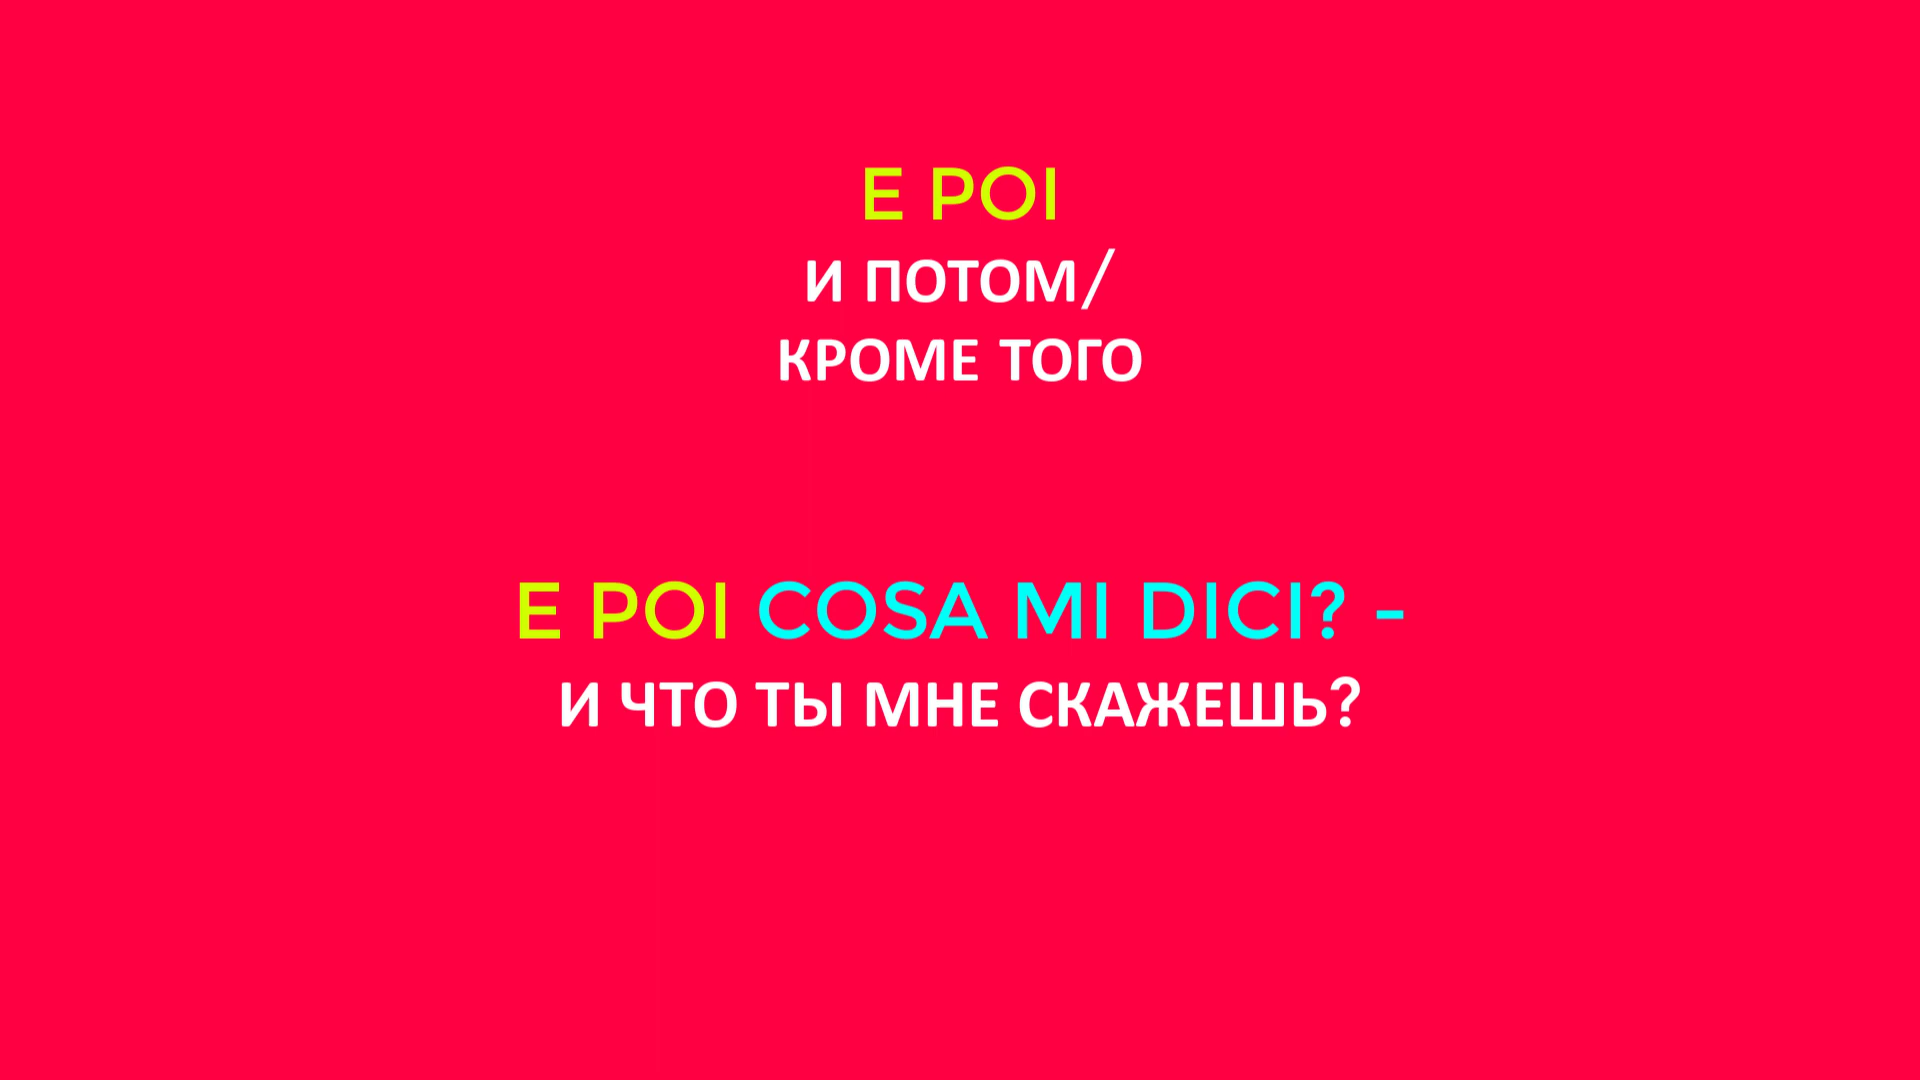 E POI
И ПОТОМ/
КРОМЕ ТОГО
E POI COSA MI DICI? -
И ЧТО ТЫ МНЕ СКАЖЕШЬ?